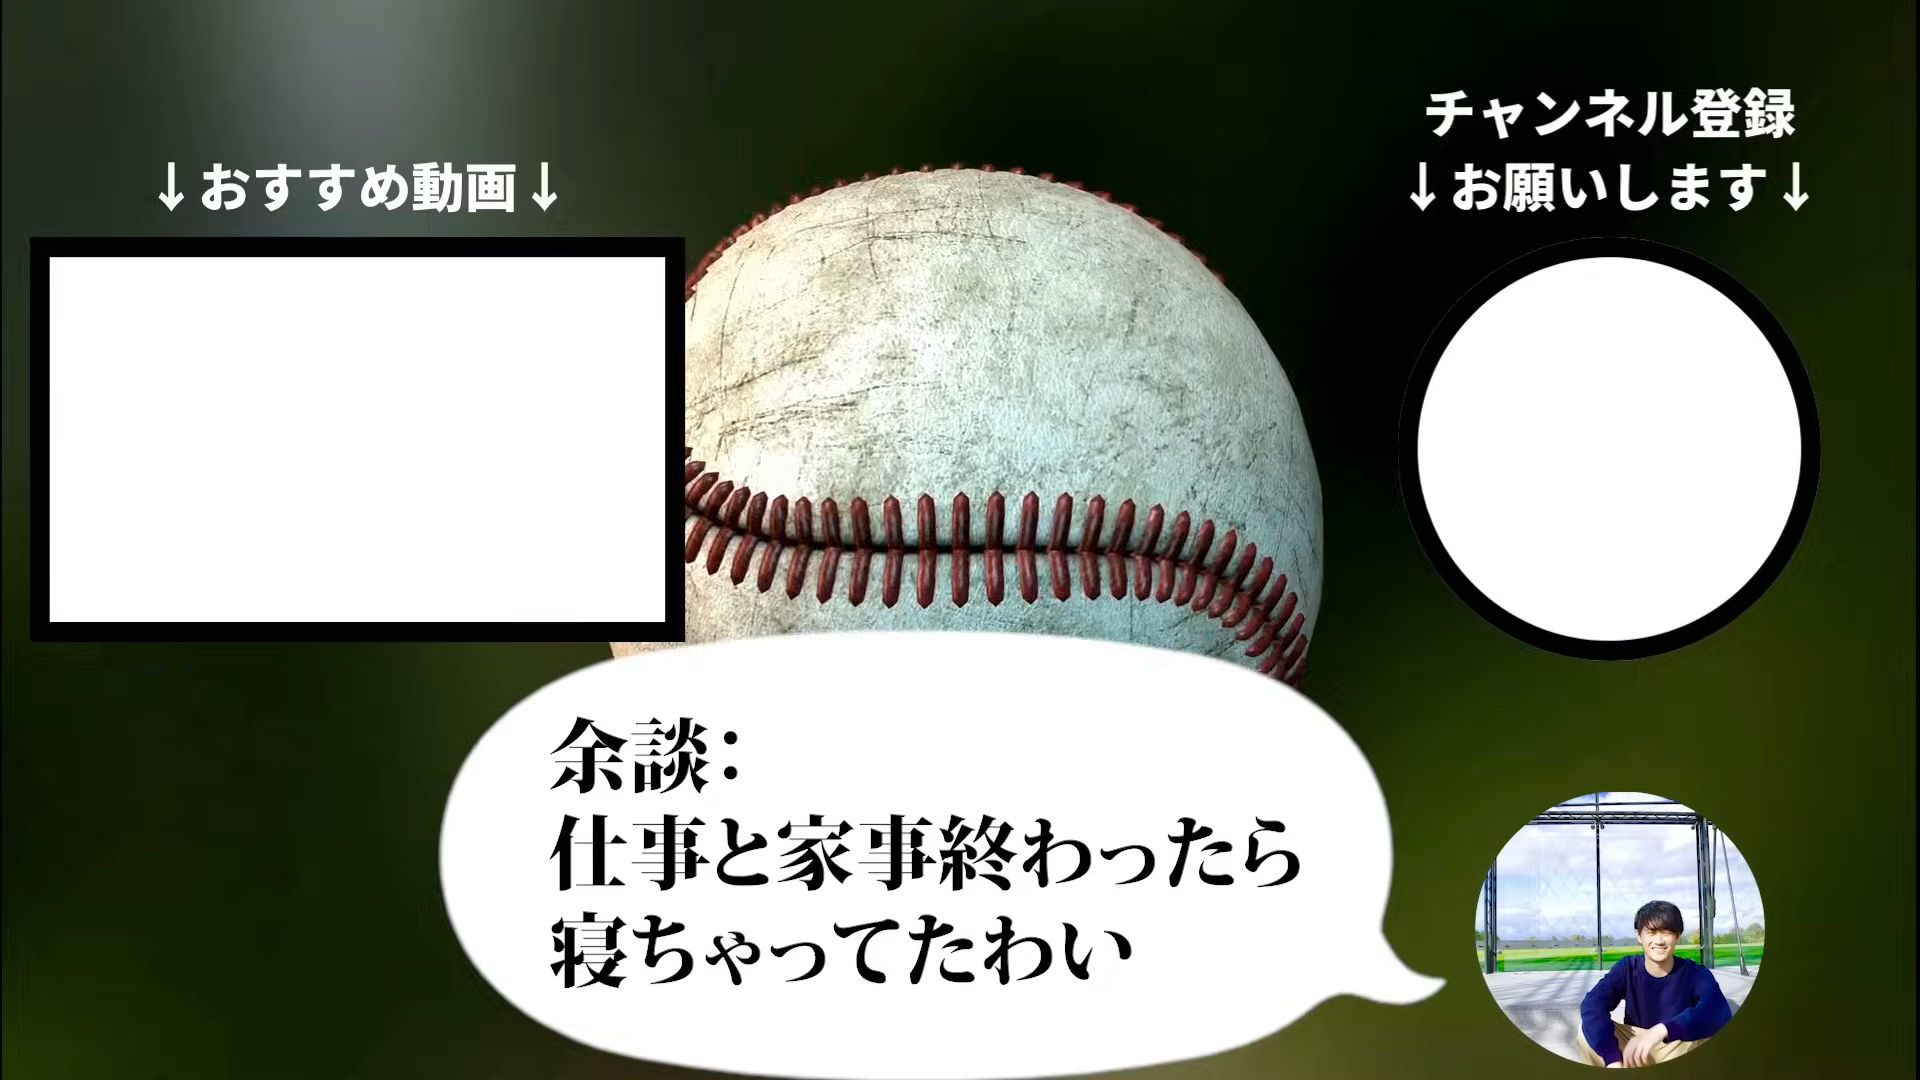 ↓おすすめ動画↓
チャンネル登録
↓お願いします↓
余談：
仕事と家事終わったら
寝ちゃってたわい